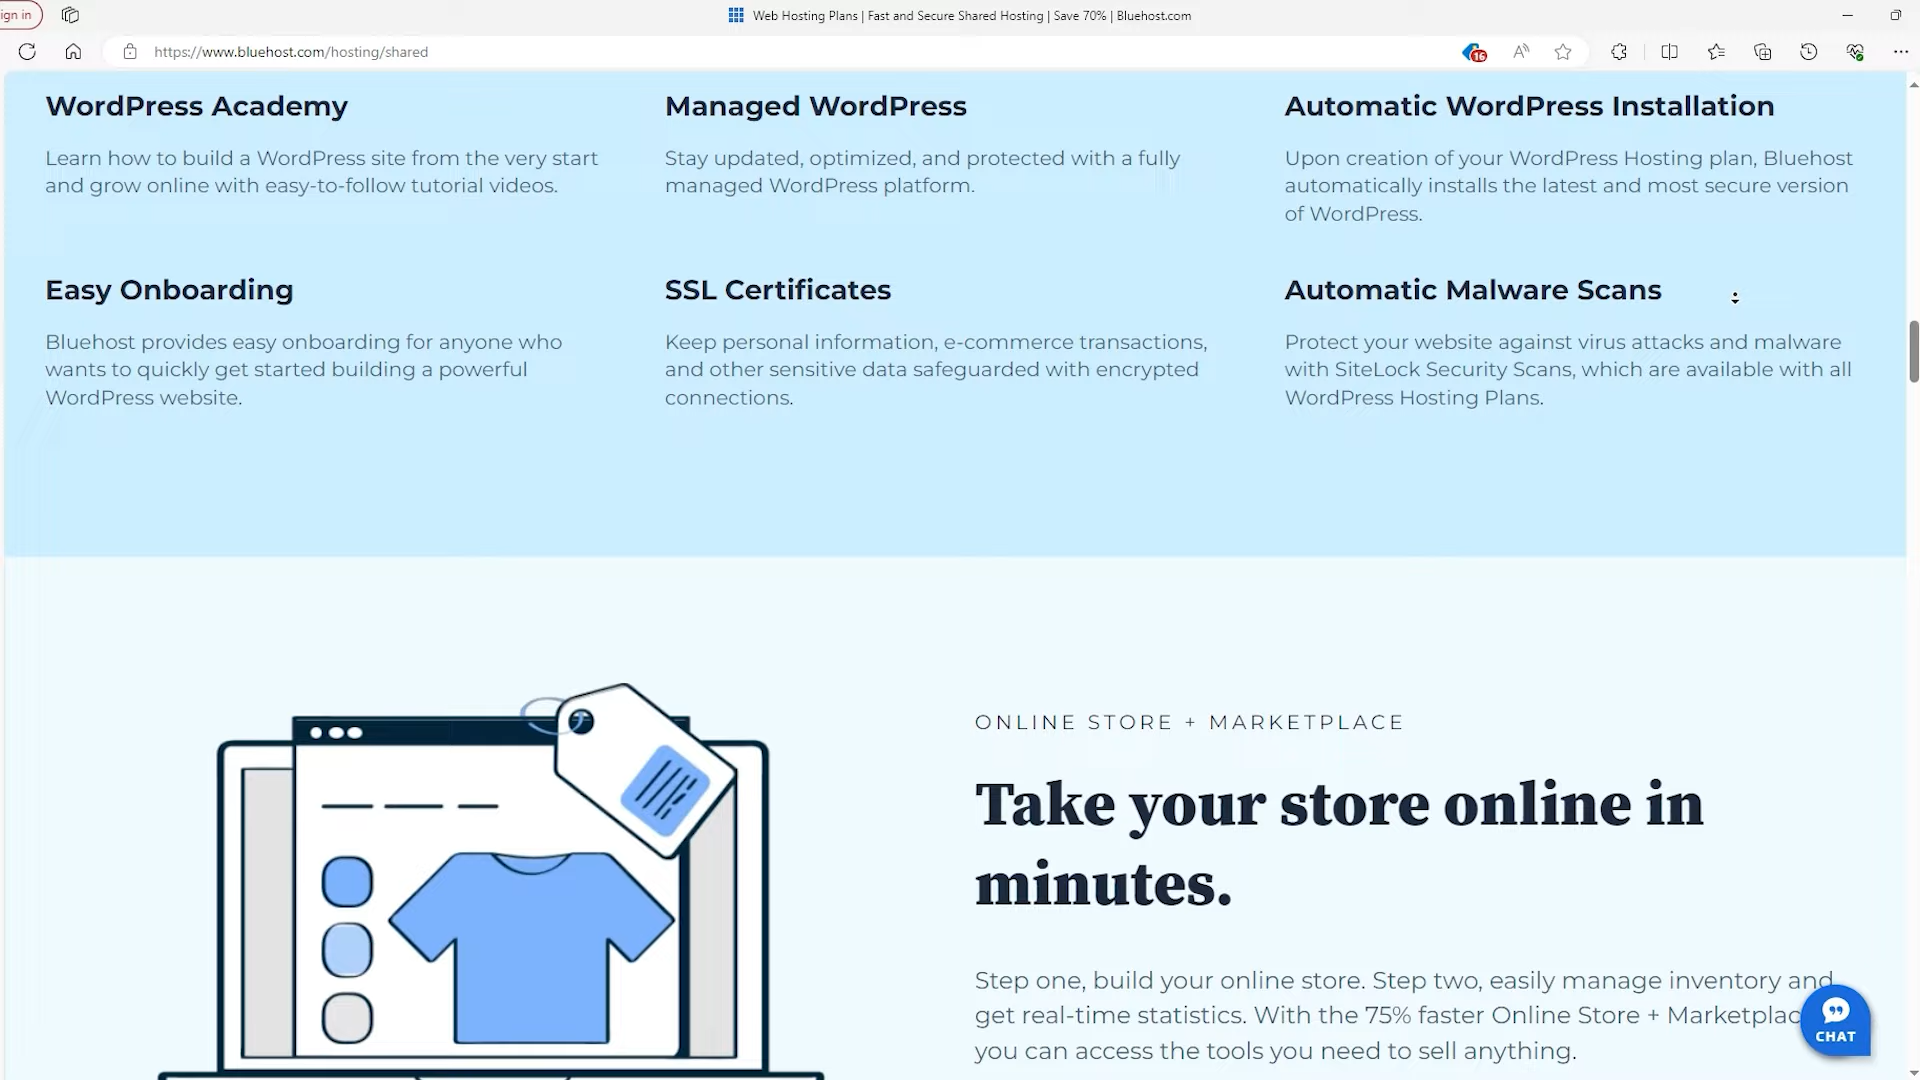 ign in
Web Hosting Plans | Fast and Secure Shared Hosting | Save 70% | Bluehost.com
https://www.bluehost.com/hosting/shared
16
WordPress Academy
Learn how to build a WordPress site from the very start
and grow online with easy-to-follow tutorial videos.
Managed WordPress
Stay updated, optimized, and protected with a fully
managed WordPress platform.
Automatic WordPress Installation
Upon creation of your WordPress Hosting plan, Bluehost
automatically installs the latest and most secure version
of WordPress.
Easy Onboarding
Bluehost provides easy onboarding for anyone who
wants to quickly get started building a powerful
WordPress website.
SSL Certificates
Keep personal information, e-commerce transactions,
and other sensitive data safeguarded with encrypted
connections.
Automatic Malware Scans
Protect your website against virus attacks and malware
with SiteLock Security Scans, which are available with all
WordPress Hosting Plans.
ONLINE STORE + MARKETPLACE
Take your store online in
minutes.
Step one, build your online store. Step two, easily manage inventory and
get real-time statistics. With the 75% faster Online Store + Marketplac
you can access the tools you need to sell anything.
CHAT